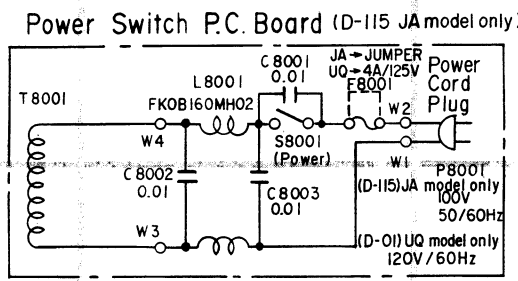 Power Switch P.C. Board (D-115 JA model only)
C8001
0.01
JA→JUMPER
UQ→4A/125V
F8001
Power
Cord
Plug
L8001
FKOB160MH02
T8001
W2
W4
S8001
(Power)
W1
C8002
0.01
C8003
0.01
P8001
(D-115)JA model only
100V
50/60Hz
W3
(D-01) UQ model only
120V/60Hz